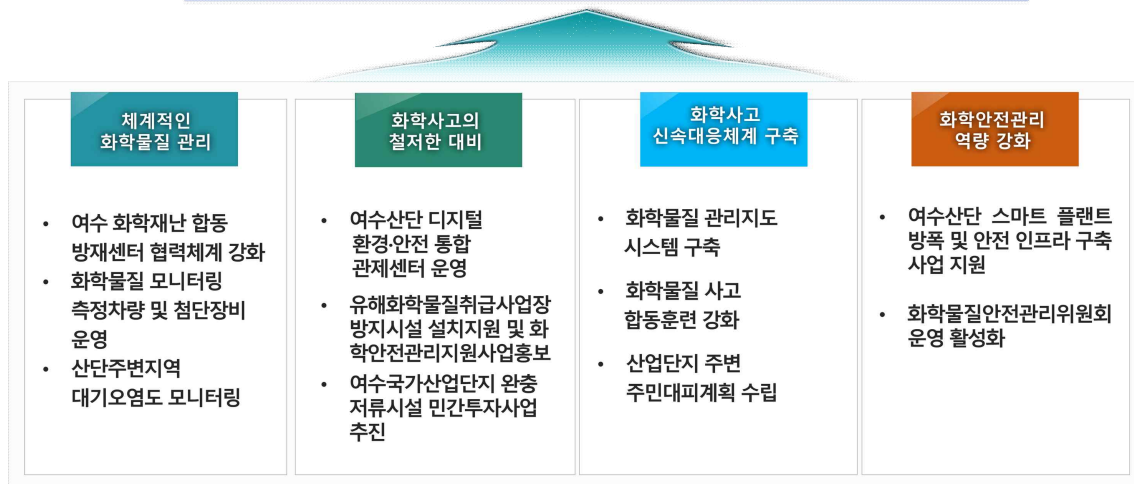 체계적인
화학물질 관리
• 여수 화학재난 합동
방재센터 협력체계 강화
• 화학물질 모니터링
측정차량 및 첨단장비
운영
• 산단주변지역
대기오염도 모니터링
화학사고의
철저한 대비
• 여수산단 디지털
환경·안전 통합
관제센터 운영
• 유해화학물질취급사업장
방지시설 설치지원 및 화
학안전관리지원사업홍보
• 여수국가산업단지 완충
저류시설 민간투자사업
추진
화학사고
신속대응체계 구축
• 화학물질 관리지도
시스템 구축
• 화학물질 사고
합동훈련 강화
• 산업단지 주변
주민대피계획 수립
화학안전관리
역량 강화
• 여수산단 스마트 플랜트
방폭 및 안전 인프라 구축
사업 지원
• 화학물질안전관리위원회
운영 활성화